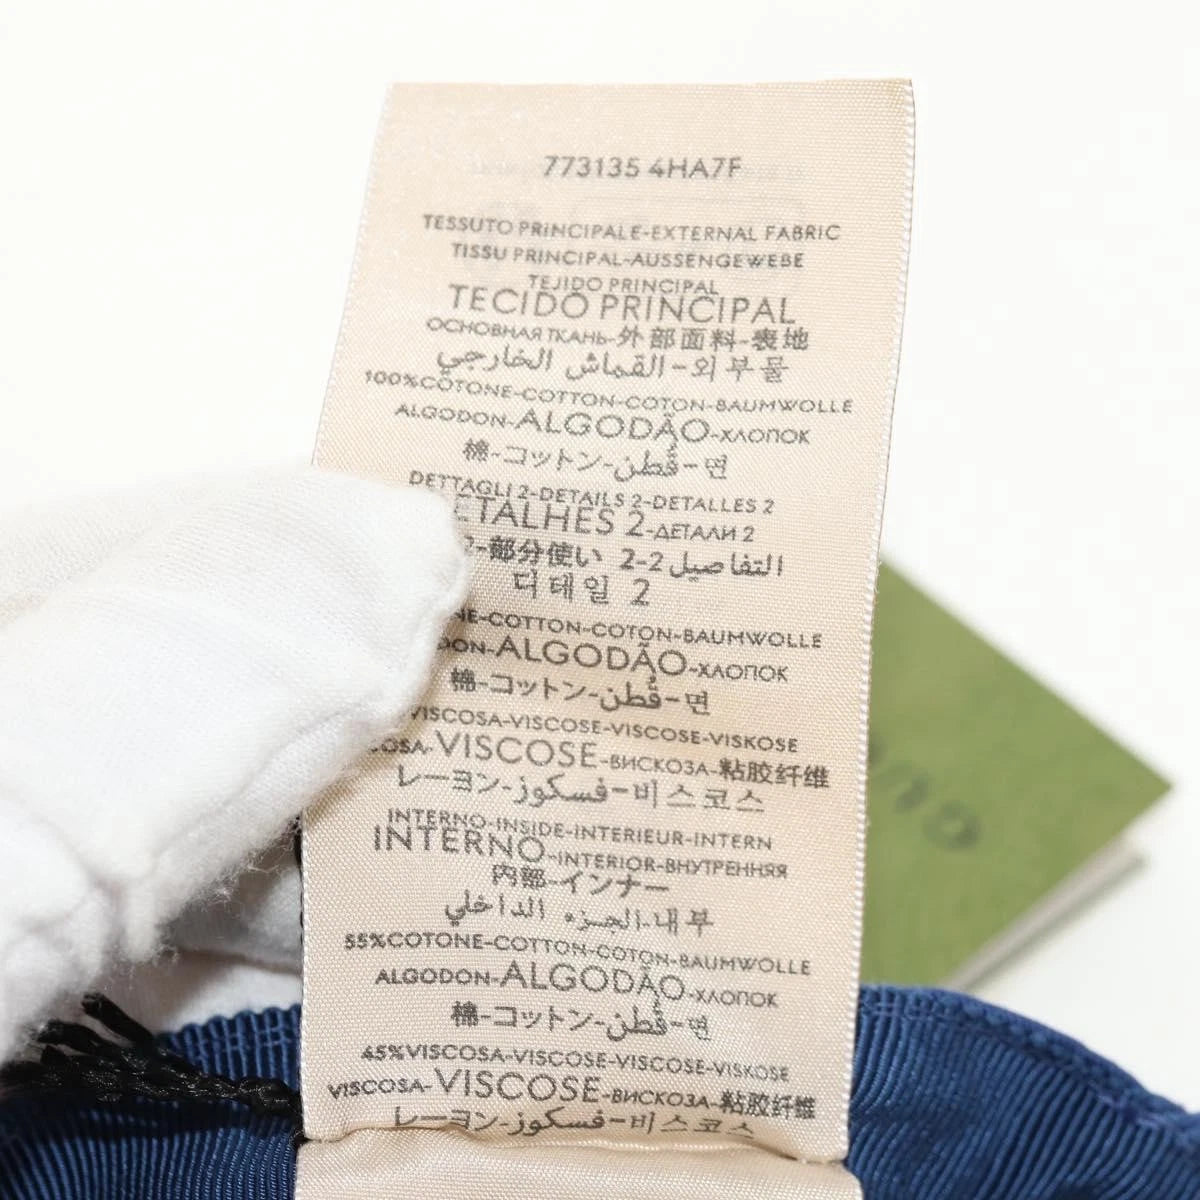 773135 4HA7F
TESSUTO PRINCIPALE-EXTERNAL FABRIC
TISSU PRINCIPAL-AUSSENGEWEBE
TEJIDO PRINCIPAL
TECIDO PRINCIPAL
ОСНОВНАЯ ТКАНЬ-外部面料-表地
القماش الخارجي-외부물
100%COTONE-COTTON-COTON-BAUMWOLLE
ALGODON-ALGODÃO-ХЛОПОК
棉-コットン-قُطن-면
DETTAGLI 2-DETAILS 2-DETALLES 2
ETALHES 2-ДЕТАЛИ 2
2-部分使い 2-2 التفاصيل
디테일 2
NE-COTTON-COTON-BAUMWOLLE
DON-ALGODÃO-ХЛОПОК
棉-コットン-قُطن-면
VISCOSA-VISCOSE-VISCOSE-VISKOSE
COSA-VISCOSE-ВИСКОЗА-粘胶纤维
レーヨン-فسكوز-비스코스
INTERNO-INSIDE-INTERIEUR-INTERN
INTERNO-INTERIOR-ВНУТРЕННЯЯ
内部-インナー
الجزء الداخلي-내부
55%COTONE-COTTON-COTON-BAUMWOLLE
ALGODON-ALGODÃO-ХЛОПОК
棉-コットン-قُطن-면
45%VISCOSA-VISCOSE-VISCOSE-VISKOSE
VISCOSA-VISCOSE-ВИСКОЗА-粘胶纤维
レーヨン-فسكوز-비스코스